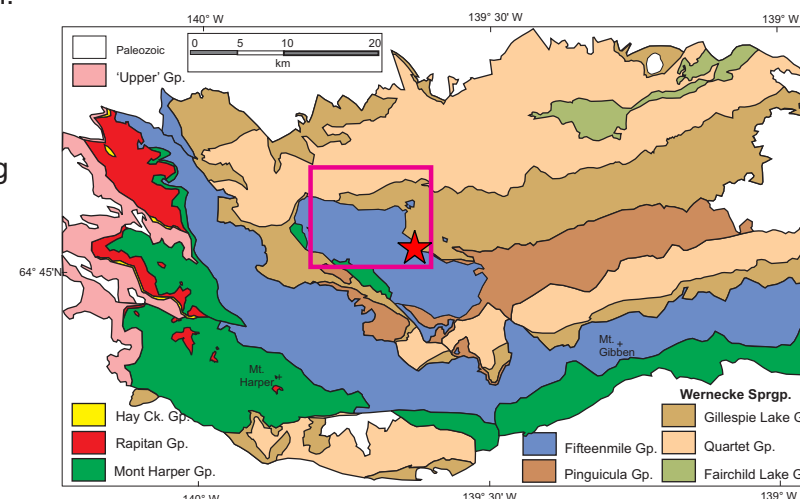 140° W
139° 30' W
139° W
0 5 10 20
km
Paleozoic
'Upper' Gp.
g
64° 45'N
Mt.
Gibben
Mt.
Harper
Wernecke Sprgp.
Hay Ck. Gp.
Rapitan Gp.
Mont Harper Gp.
Fifteenmile Gp.
Pinguicula Gp.
Gillespie Lake G
Quartet Gp.
Fairchild Lake G
140° W
139° 30' W
139° W